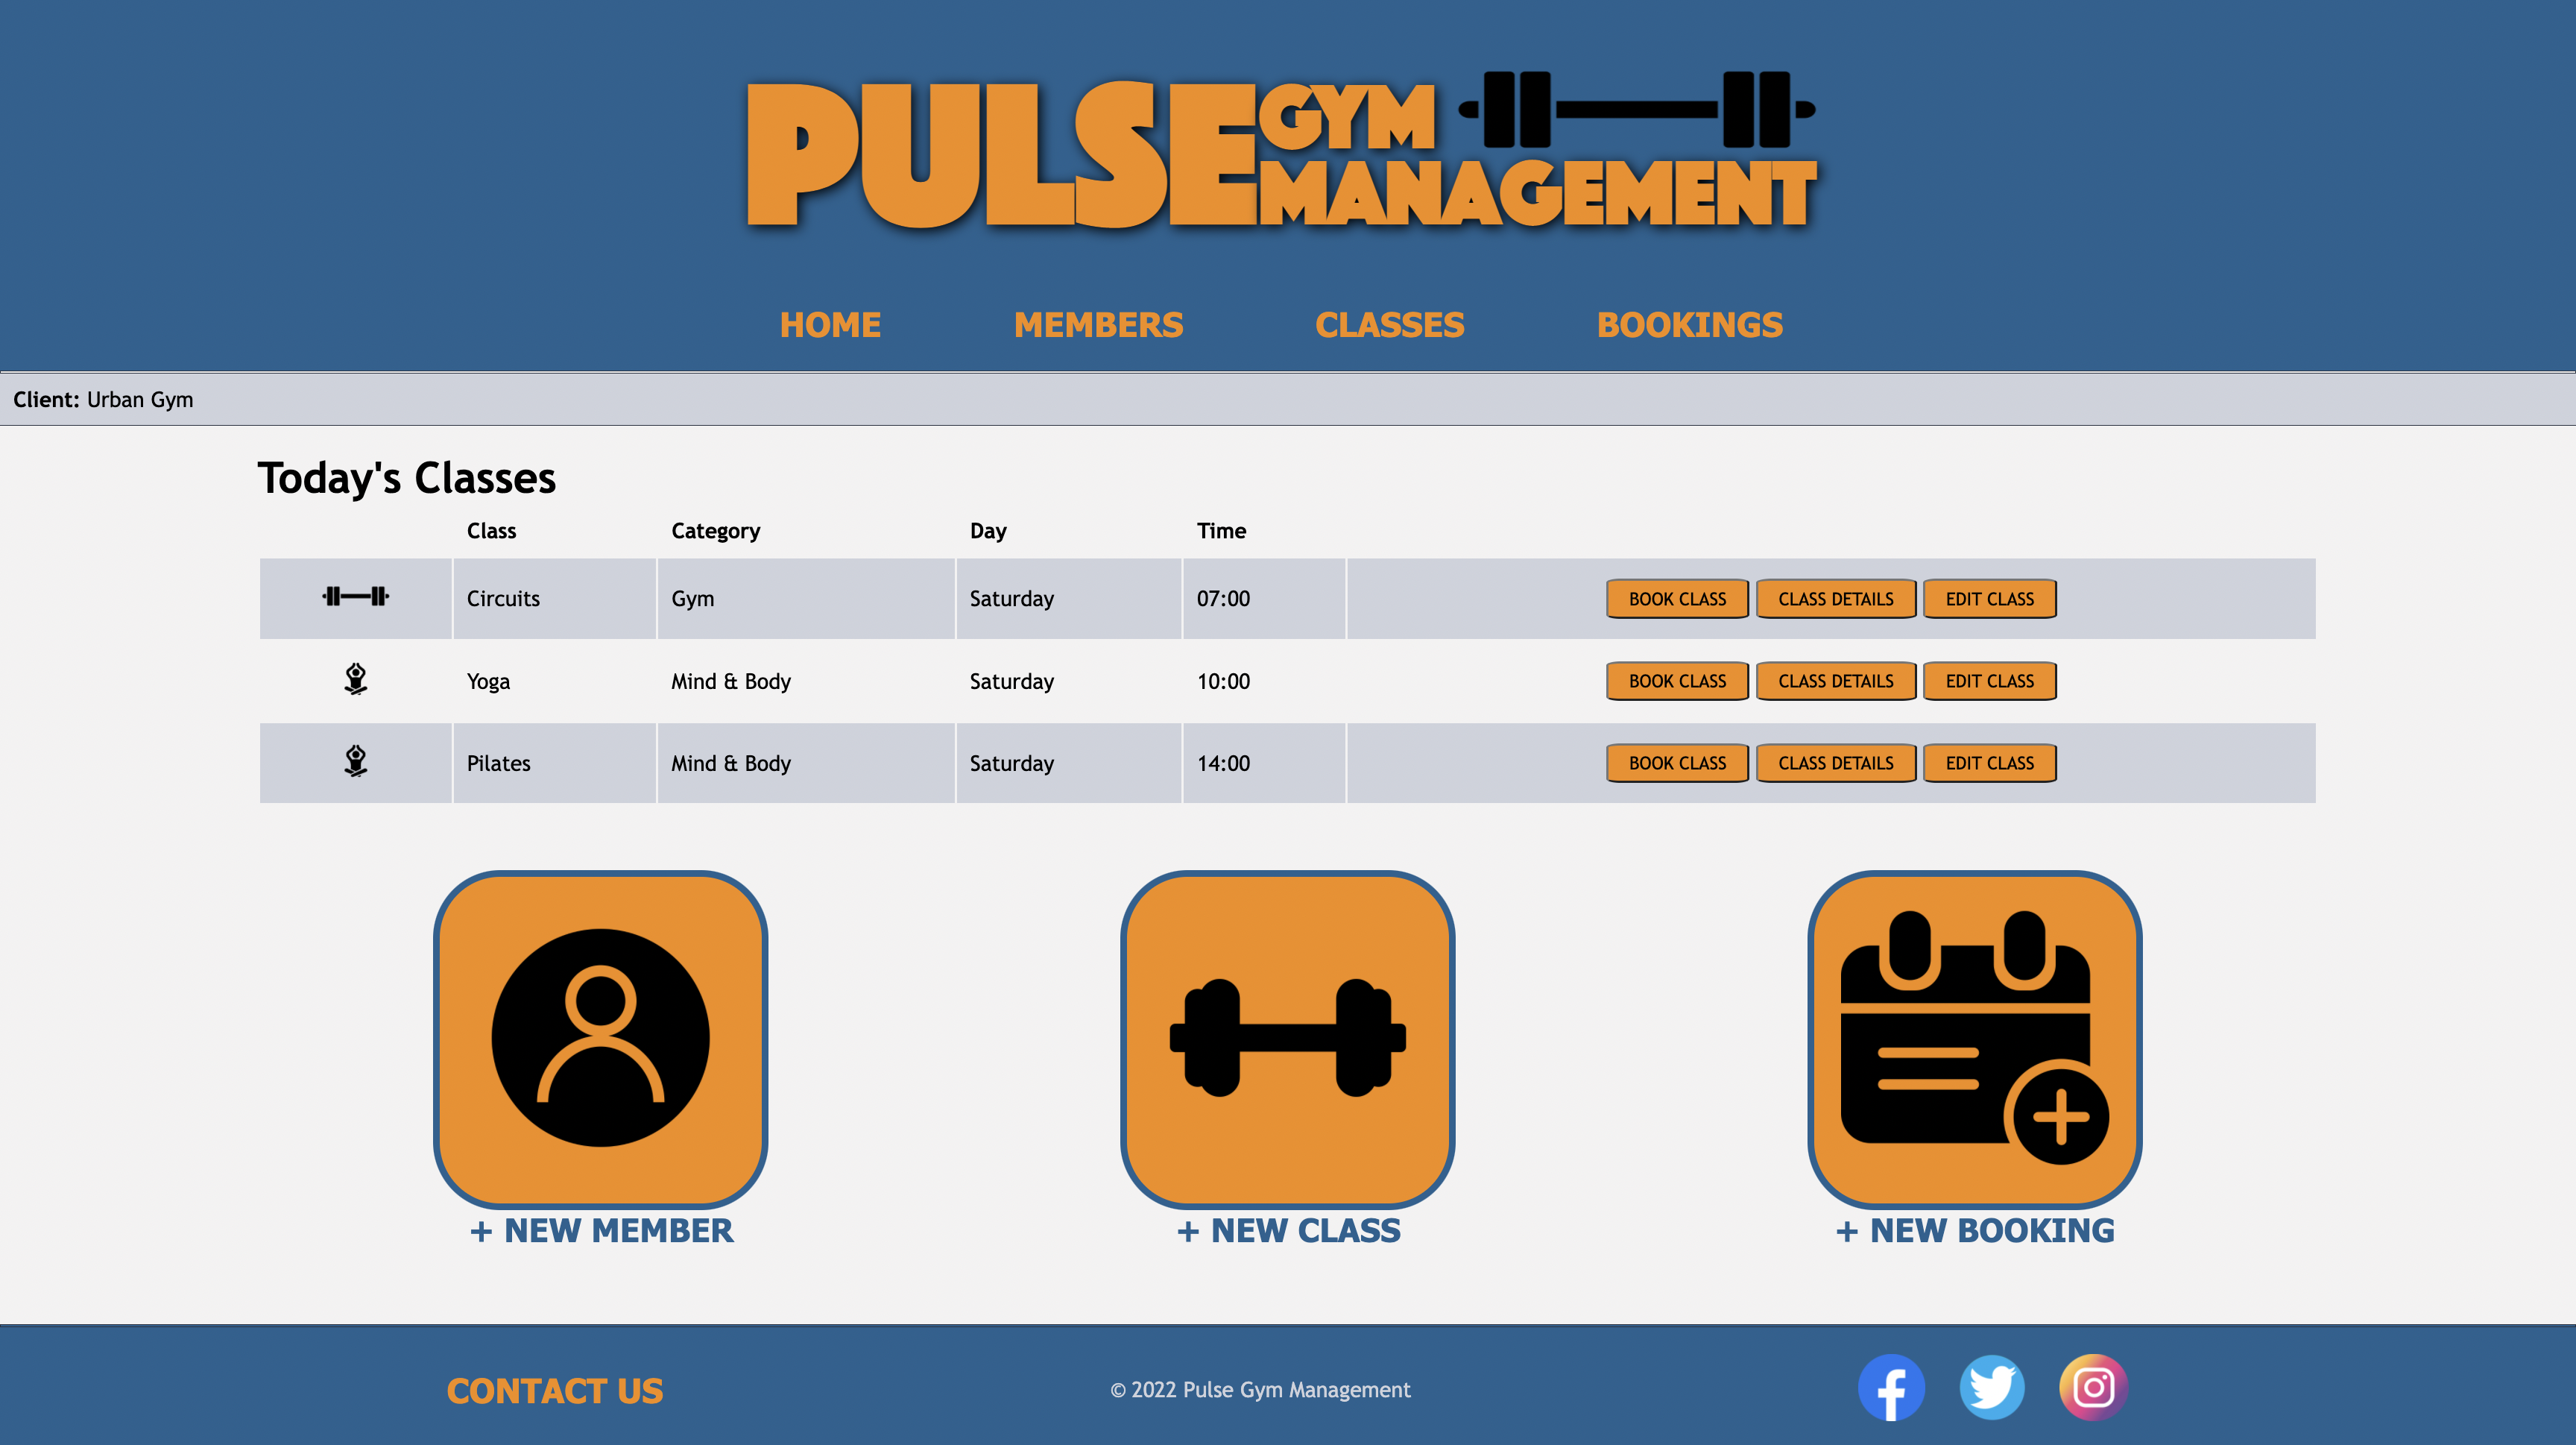 PULSE GYM
MANAGEMENT
HOME MEMBERS CLASSES BOOKINGS
Client: Urban Gym
Today's Classes
Class Category Day Time
Circuits Gym Saturday 07:00 BOOK CLASS CLASS DETAILS EDIT CLASS
Yoga Mind & Body Saturday 10:00 BOOK CLASS CLASS DETAILS EDIT CLASS
Pilates Mind & Body Saturday 14:00 BOOK CLASS CLASS DETAILS EDIT CLASS
+ NEW MEMBER + NEW CLASS + NEW BOOKING
CONTACT US © 2022 Pulse Gym Management